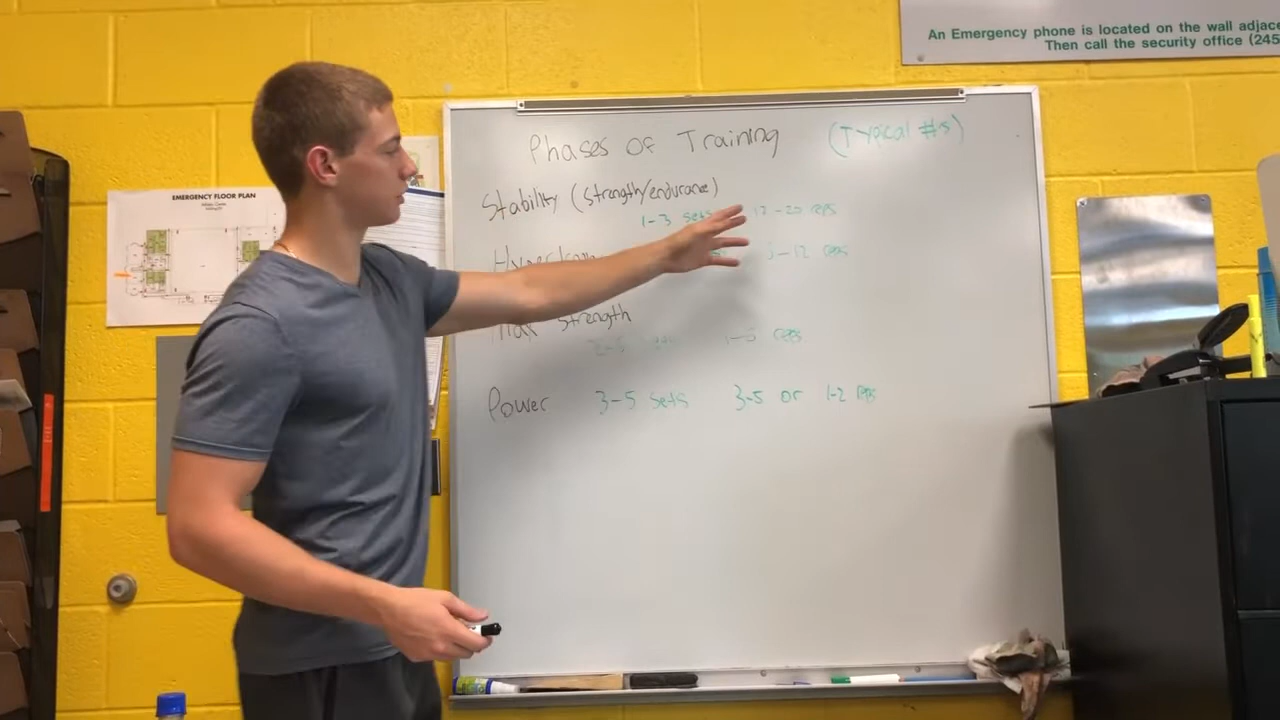 An Emergency phone is located on the wall
Then call the security office (245
EMERGENCY FLOOR PLAN
Phases of Training (Typical #s)
Stability (strength/endurance)
1-3 sets 12-20 reps
-12 reps
Max Strength
reps
Power 3-5 sets 3-5 or 1-2 reps